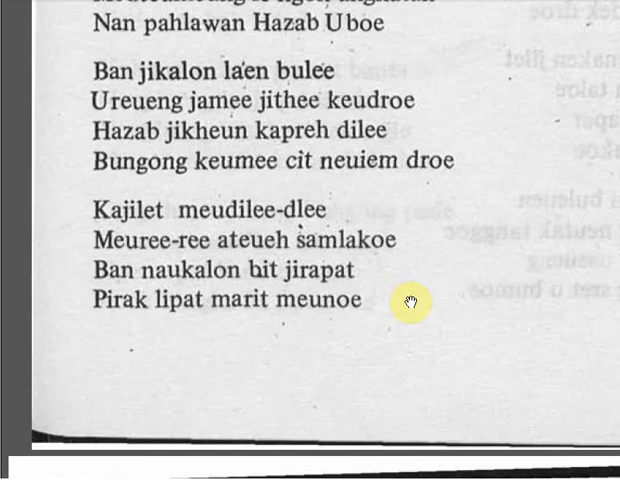 Nan pahlawan Hazab Uboe
Ban jikalon laen bulee
Ureueng jamee jithee keudroe
Hazab jikheun kapreh dilee
Bungong keumee cit neuiem droe
Kajilet meudilee-dlee
Meuree-ree ateueh samlakoe
Ban naukalon bit jirapat
Pirak lipat marit meunoe